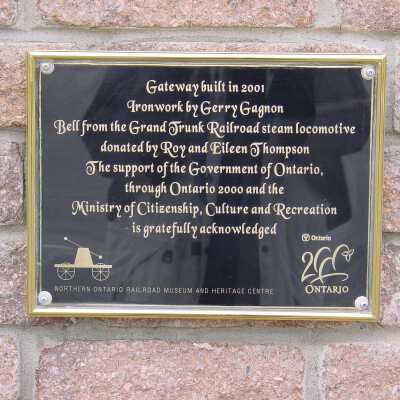 Gateway built in 2001
Ironwork by Gerry Gagnon
Bell from the Grand Trunk Railroad steam locomotive
donated by Roy and Eileen Thompson
The support of the Government of Ontario,
through Ontario 2000 and the
Ministry of Citizenship, Culture and Recreation
is gratefully acknowledged
Ontario
2000
ONTARIO
NORTHERN ONTARIO RAILROAD MUSEUM AND HERITAGE CENTRE